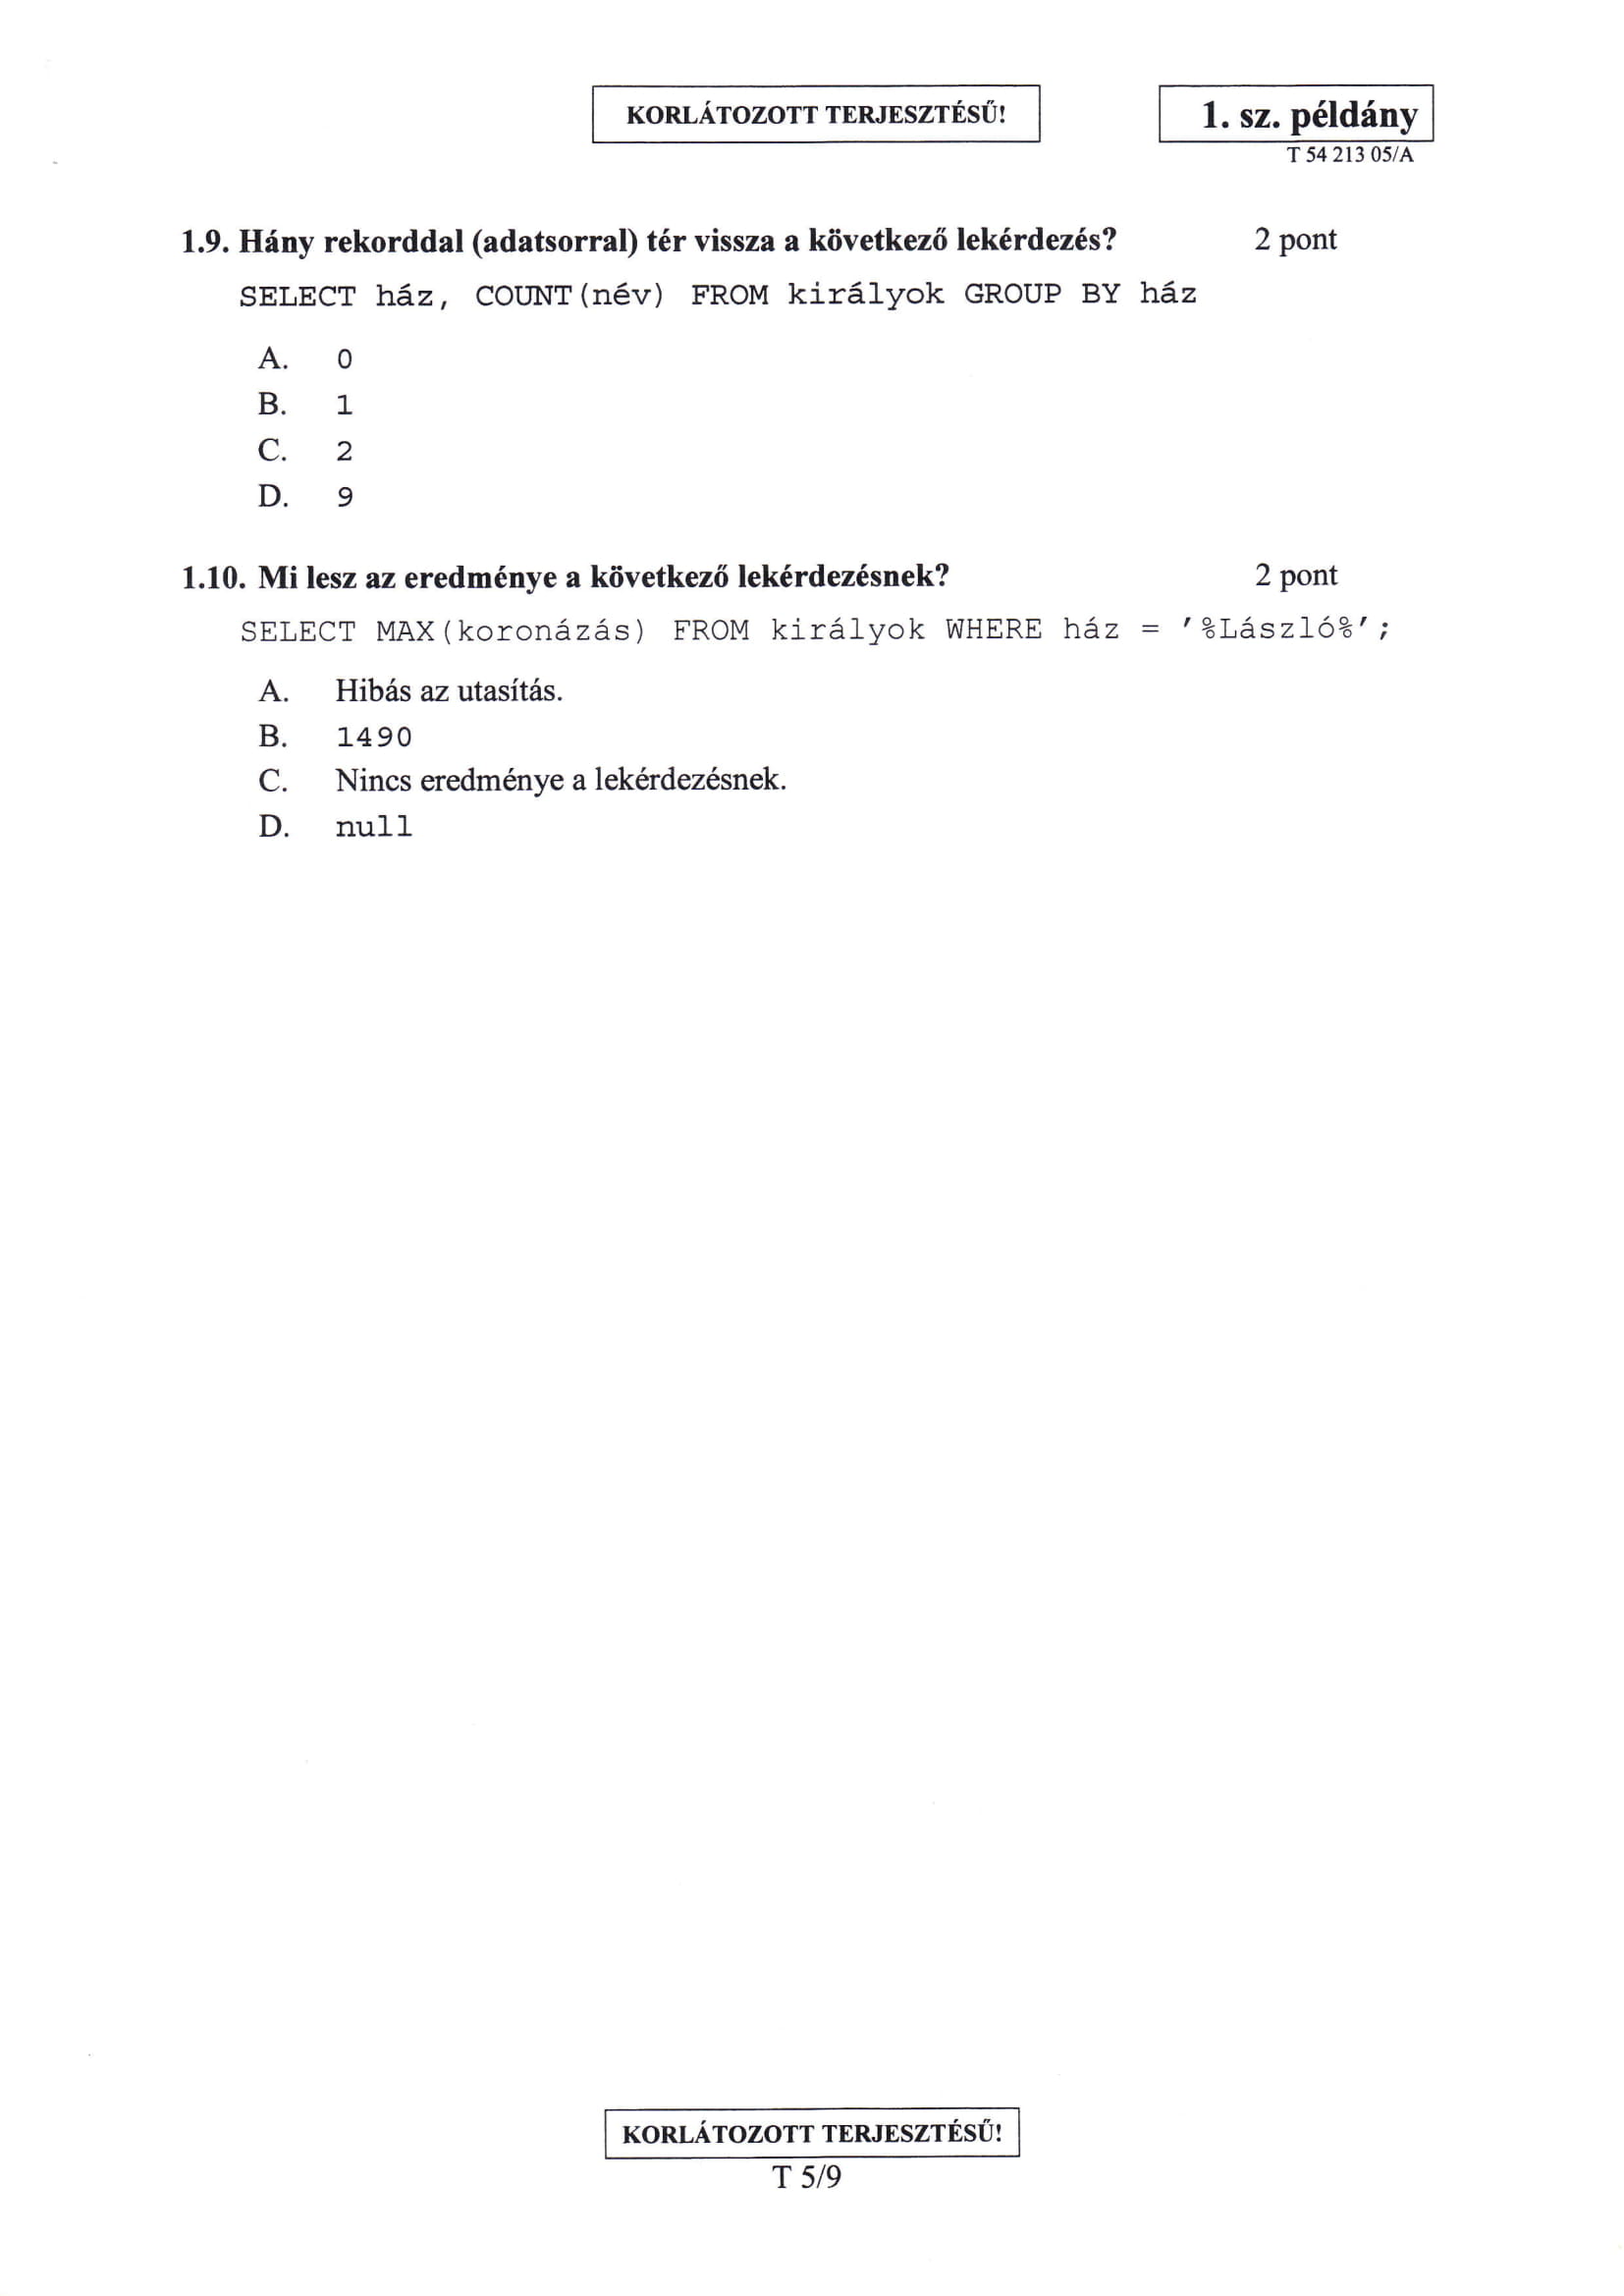 KORLÁTOZOTT TERJESZTÉSŰ!
1. sz. példány
T 54 213 05/A
1.9. Hány rekorddal (adatsorral) tér vissza a következő lekérdezés? 2 pont
SELECT ház, COUNT(név) FROM királyok GROUP BY ház
A. 0
B. 1
C. 2
D. 9
1.10. Mi lesz az eredménye a következő lekérdezésnek? 2 pont
SELECT MAX(koronázás) FROM királyok WHERE ház = '%László%';
A. Hibás az utasítás.
B. 1490
C. Nincs eredménye a lekérdezésnek.
D. null
KORLÁTOZOTT TERJESZTÉSŰ!
T 5/9